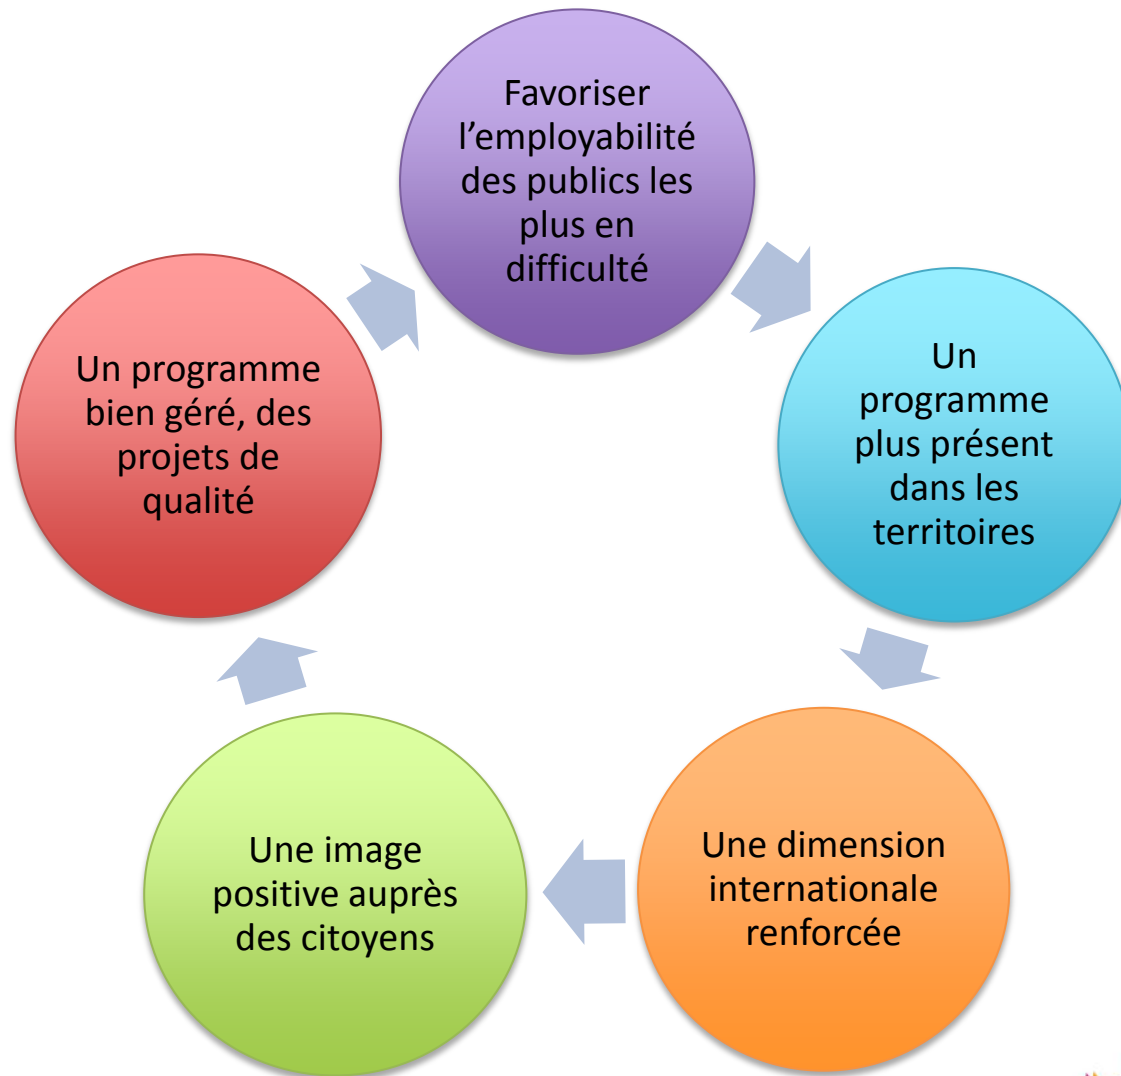 Favoriser
l’employabilité
des publics les
plus en
difficulté
Un
programme
plus présent
dans les
territoires
Une dimension
internationale
renforcée
Une image
positive auprès
des citoyens
Un programme
bien géré, des
projets de
qualité